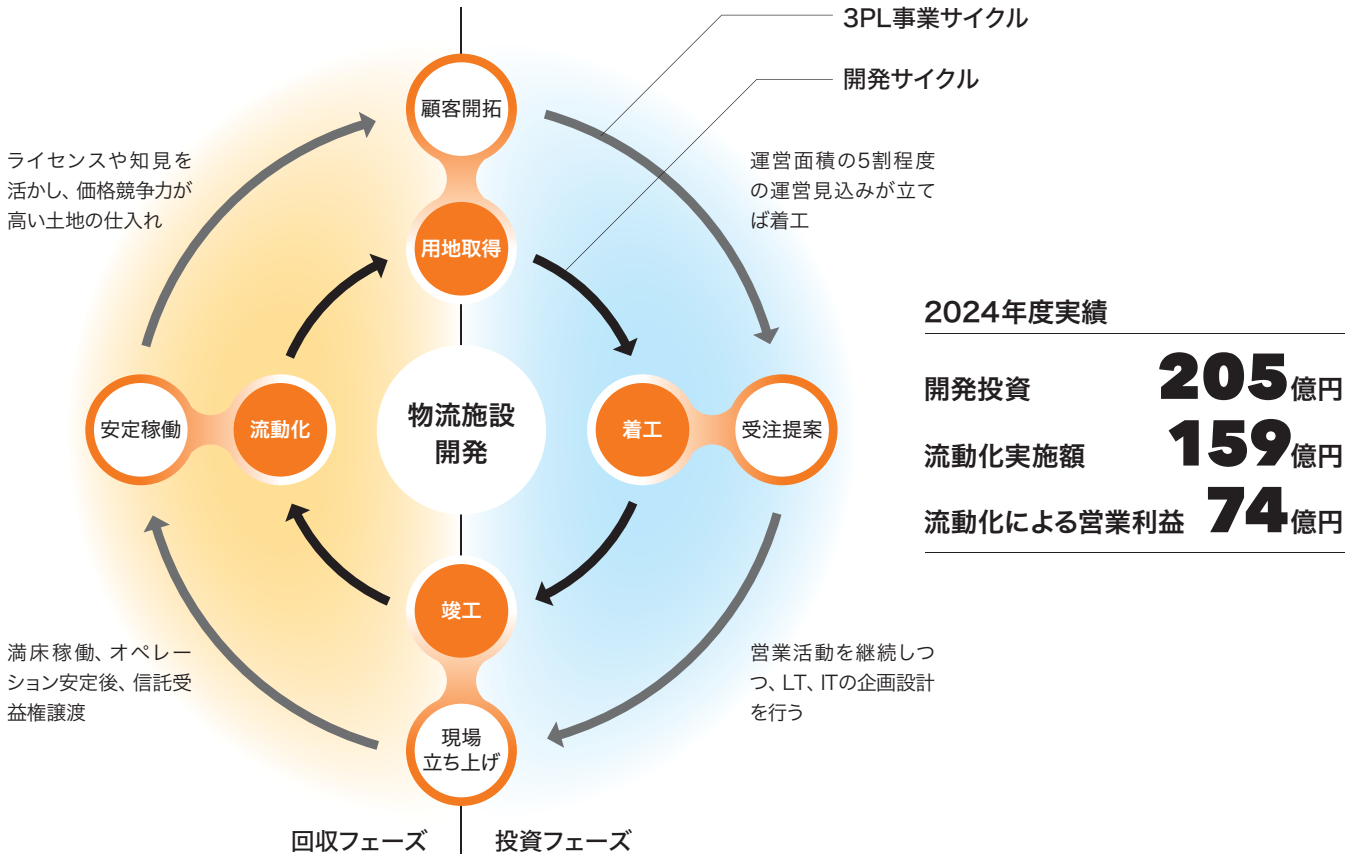 3PL事業サイクル
開発サイクル
顧客開拓
用地取得
ライセンスや知見を
活かし、価格競争力が
高い土地の仕入れ
運営面積の5割程度
の運営見込みが立て
ば着工
安定稼働
流動化
物流施設
開発
着工
受注提案
竣工
現場
立ち上げ
満床稼働、オペレー
ション安定後、信託受
益権譲渡
営業活動を継続しつ
つ、LT、ITの企画設計
を行う
回収フェーズ
投資フェーズ
2024年度実績
開発投資 205億円
流動化実施額 159億円
流動化による営業利益 74億円